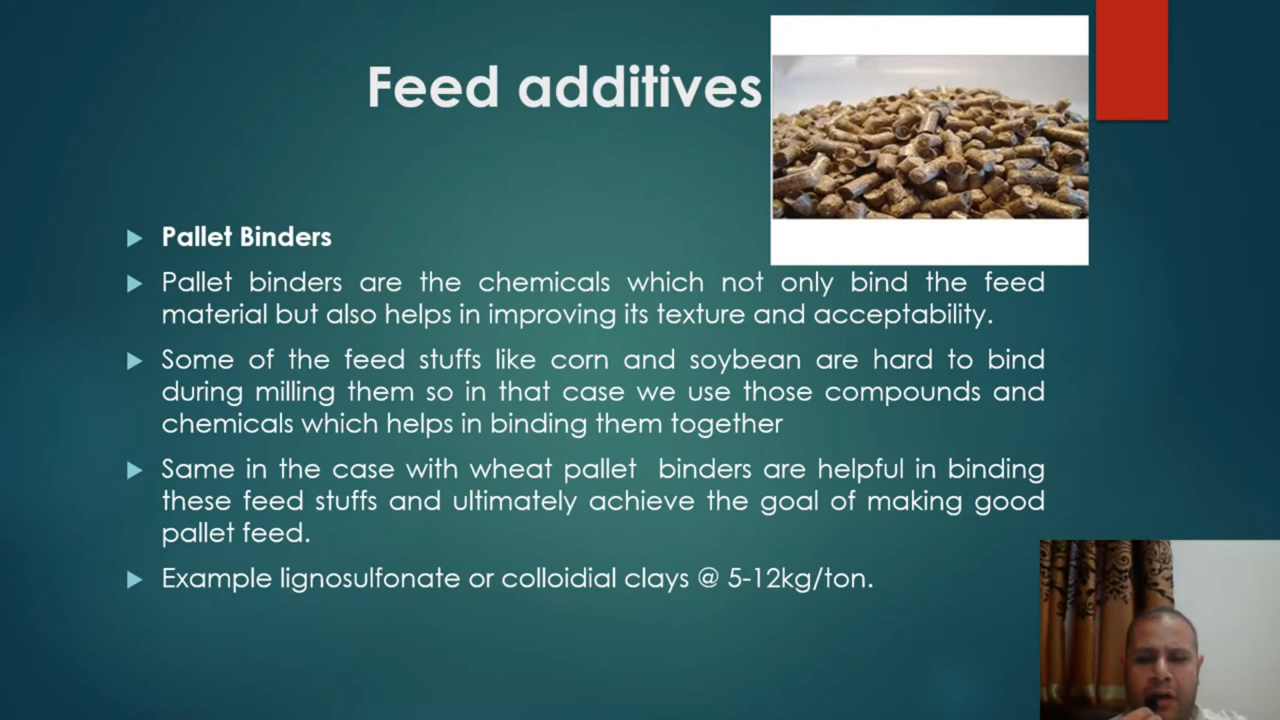 Feed additives
Pallet Binders
Pallet binders are the chemicals which not only bind the feed
material but also helps in improving its texture and acceptability.
Some of the feed stuffs like corn and soybean are hard to bind
during milling them so in that case we use those compounds and
chemicals which helps in binding them together
Same in the case with wheat pallet binders are helpful in binding
these feed stuffs and ultimately achieve the goal of making good
pallet feed.
Example lignosulfonate or colloidial clays @ 5-12kg/ton.